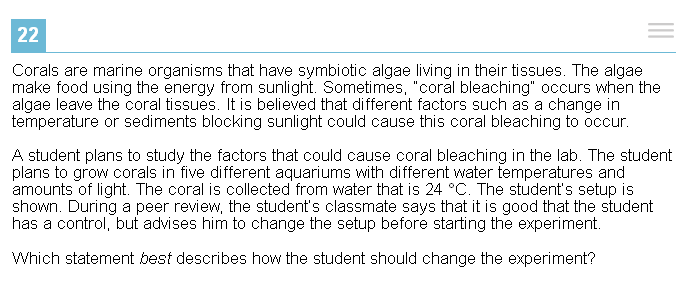 22
Corals are marine organisms that have symbiotic algae living in their tissues. The algae
make food using the energy from sunlight. Sometimes, "coral bleaching" occurs when the
algae leave the coral tissues. It is believed that different factors such as a change in
temperature or sediments blocking sunlight could cause this coral bleaching to occur.
A student plans to study the factors that could cause coral bleaching in the lab. The student
plans to grow corals in five different aquariums with different water temperatures and
amounts of light. The coral is collected from water that is 24 °C. The student's setup is
shown. During a peer review, the student's classmate says that it is good that the student
has a control, but advises him to change the setup before starting the experiment.
Which statement best describes how the student should change the experiment?